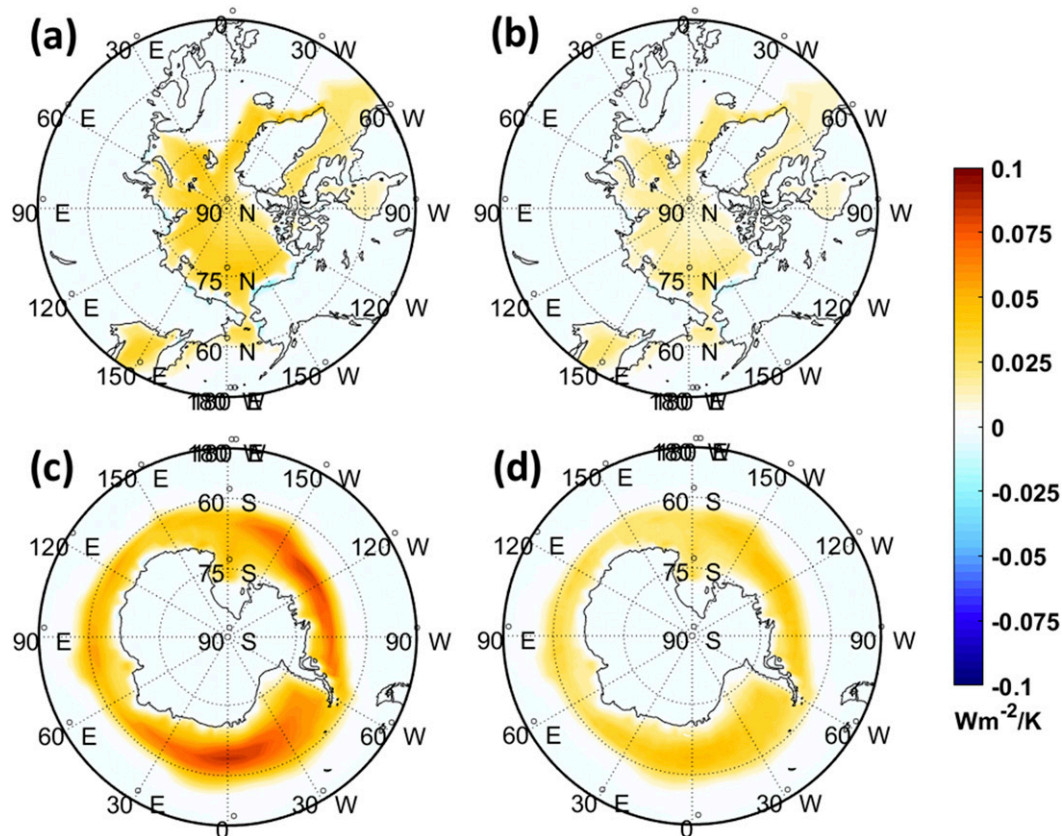 (a)
0
30 E
30 W
60 E
60 W
90 E
90 N
90 W
75 N
120 E
120 W
60 N
150 E
150 W
(b)
0
30 E
30 W
60 E
60 W
90 E
90 N
90 W
75 N
120 E
120 W
60 N
150 E
150 W
(c)
150 E
150 W
60 S
120 E
120 W
75 S
90 E
90 S
90 W
60 E
60 W
30 E
30 W
0
(d)
150 E
150 W
60 S
120 E
120 W
75 S
90 E
90 S
90 W
60 E
60 W
30 E
30 W
0
0.1
0.075
0.05
0.025
0
-0.025
-0.05
-0.075
-0.1
Wm⁻²/K